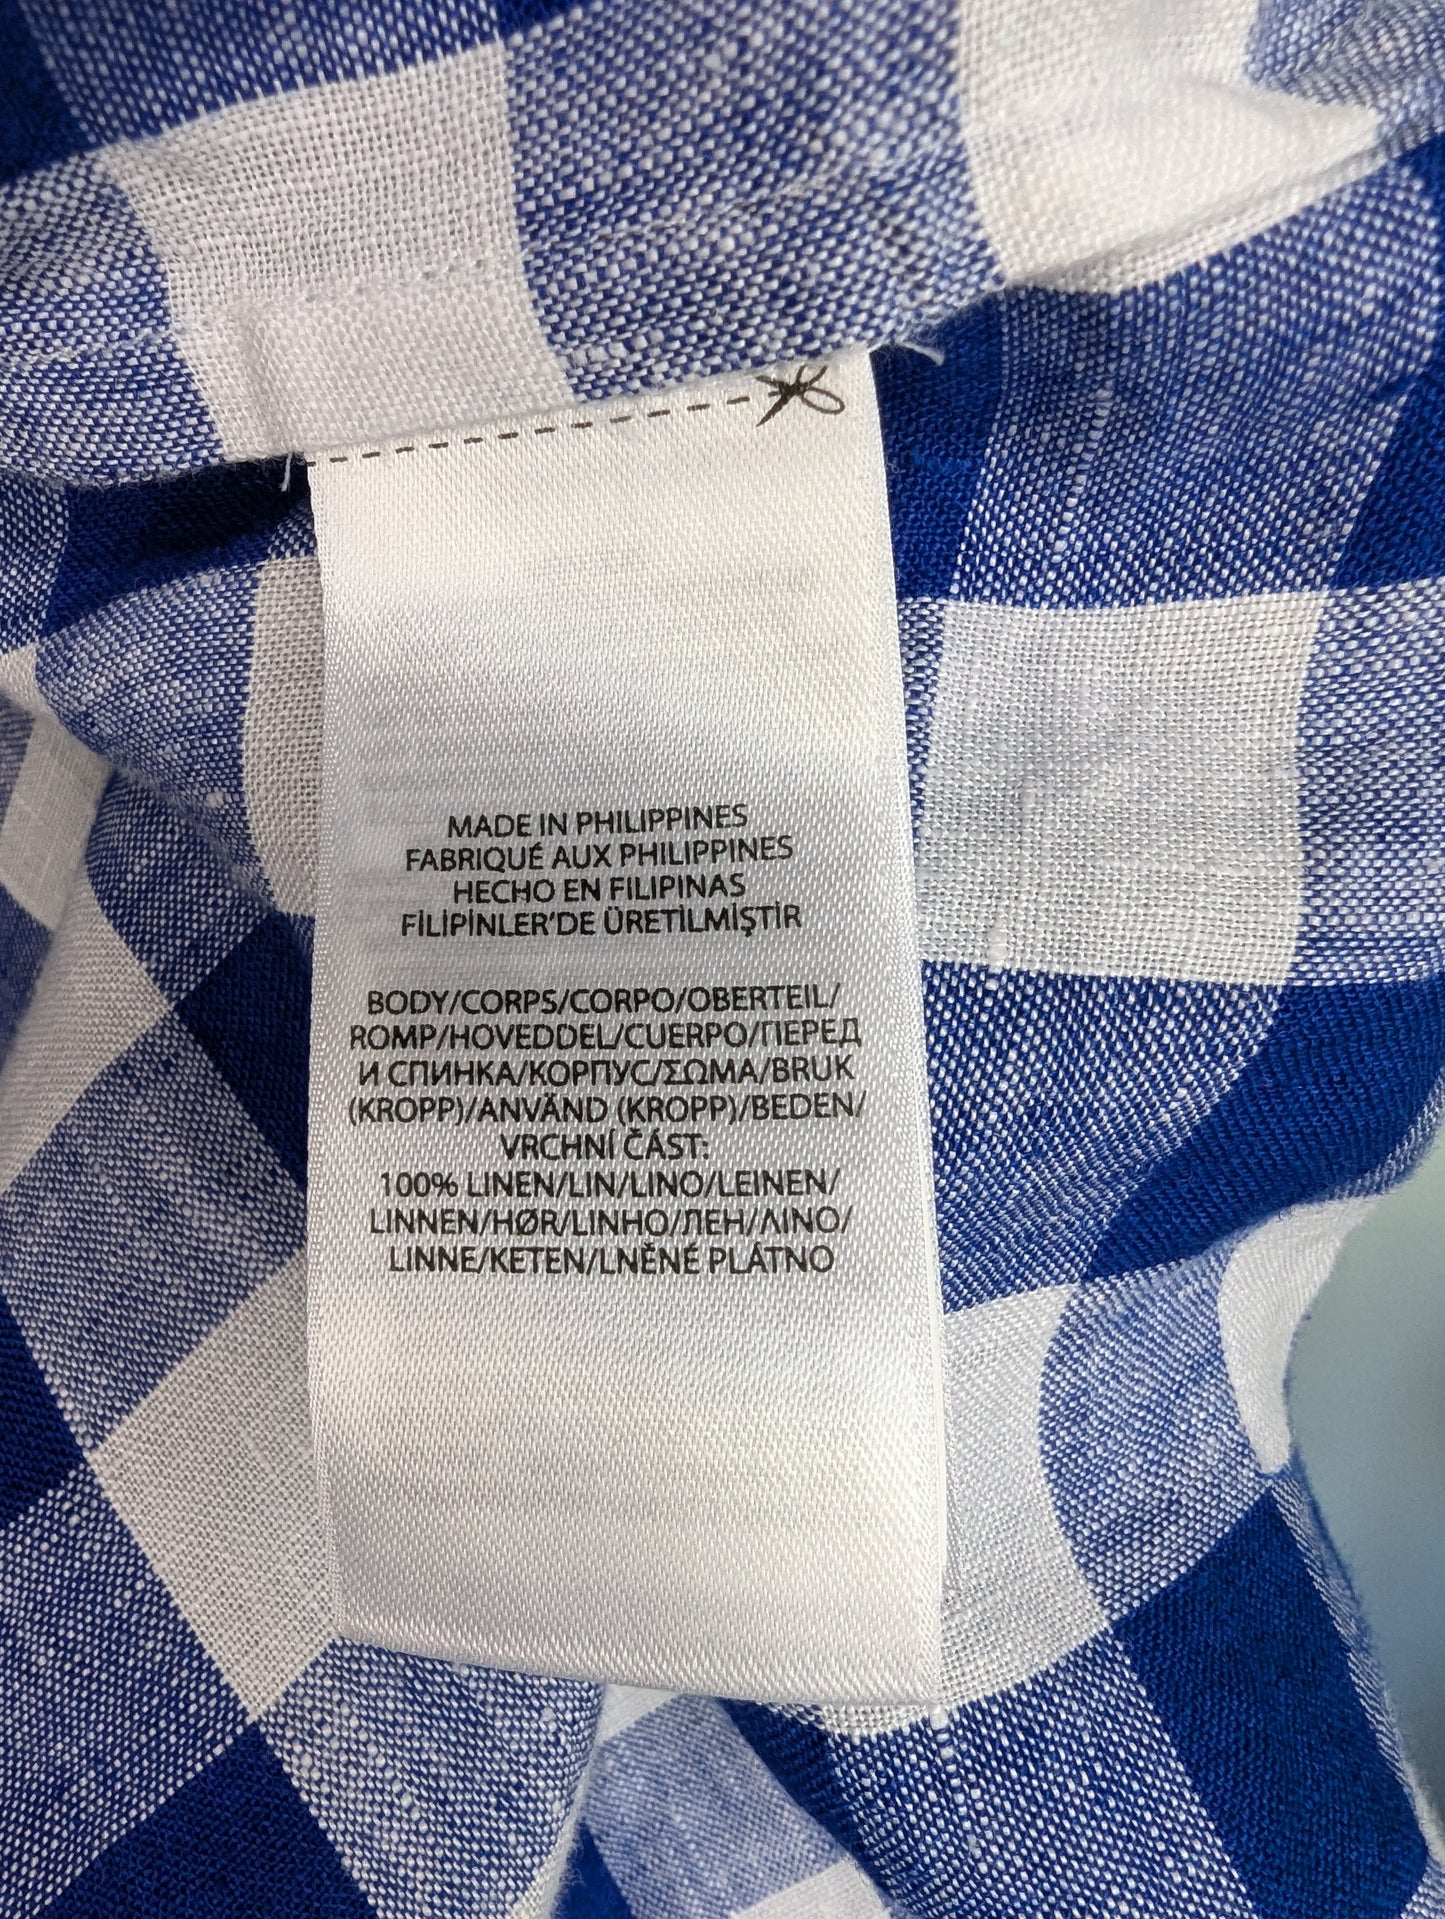 MADE IN PHILIPPINES
FABRIQUÉ AUX PHILIPPINES
HECHO EN FILIPINAS
FİLİPİNLER'DE ÜRETİLMİŞTİR
BODY/CORPS/CORPO/OBERTEIL/
ROMP/HOVEDDEL/CUERPO/ПЕРЕД
И СПИНКА/КОРПУС/ΣΩΜΑ/BRUK
(KROPP)/ANVÄND (KROPP)/BEDEN/
VRCHNÍ ČÁST:
100% LINEN/LIN/LINO/LEINEN/
LINNEN/HØR/LINHO/ЛЕН/ΛΙΝΟ/
LINNE/KETEN/LNĚNÉ PLÁTNO